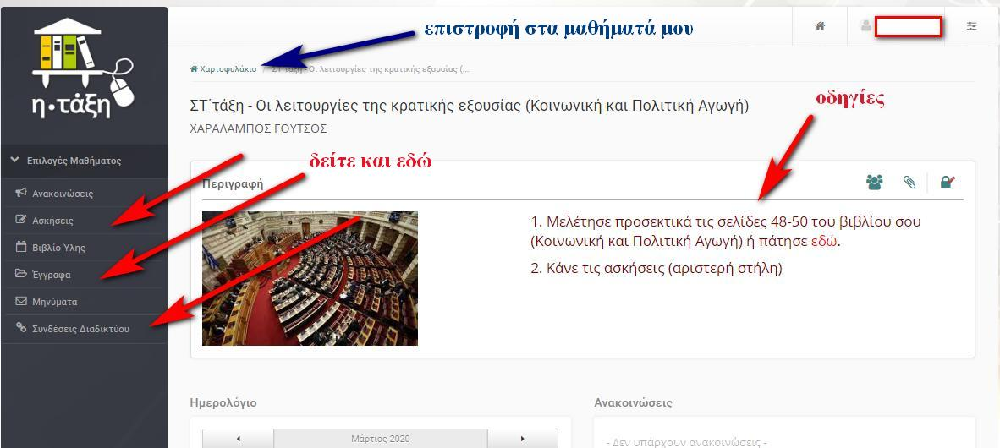 η·τάξη
επιστροφή στα μαθήματά μου
Χαρτοφυλάκιο / ΣΤ΄τάξη - Οι λειτουργίες της κρατικής εξουσίας (...
ΣΤ΄τάξη - Οι λειτουργίες της κρατικής εξουσίας (Κοινωνική και Πολιτική Αγωγή)
ΧΑΡΑΛΑΜΠΟΣ ΓΟΥΤΣΟΣ
οδηγίες
δείτε και εδώ
Επιλογές Μαθήματος
Ανακοινώσεις
Ασκήσεις
Βιβλίο Ύλης
Έγγραφα
Μηνύματα
Συνδέσεις Διαδικτύου
Περιγραφή
1. Μελέτησε προσεκτικά τις σελίδες 48-50 του βιβλίου σου
(Κοινωνική και Πολιτική Αγωγή) ή πάτησε εδώ.
2. Κάνε τις ασκήσεις (αριστερή στήλη)
Ημερολόγιο
Μάρτιος 2020
Ανακοινώσεις
- Δεν υπάρχουν ανακοινώσεις -